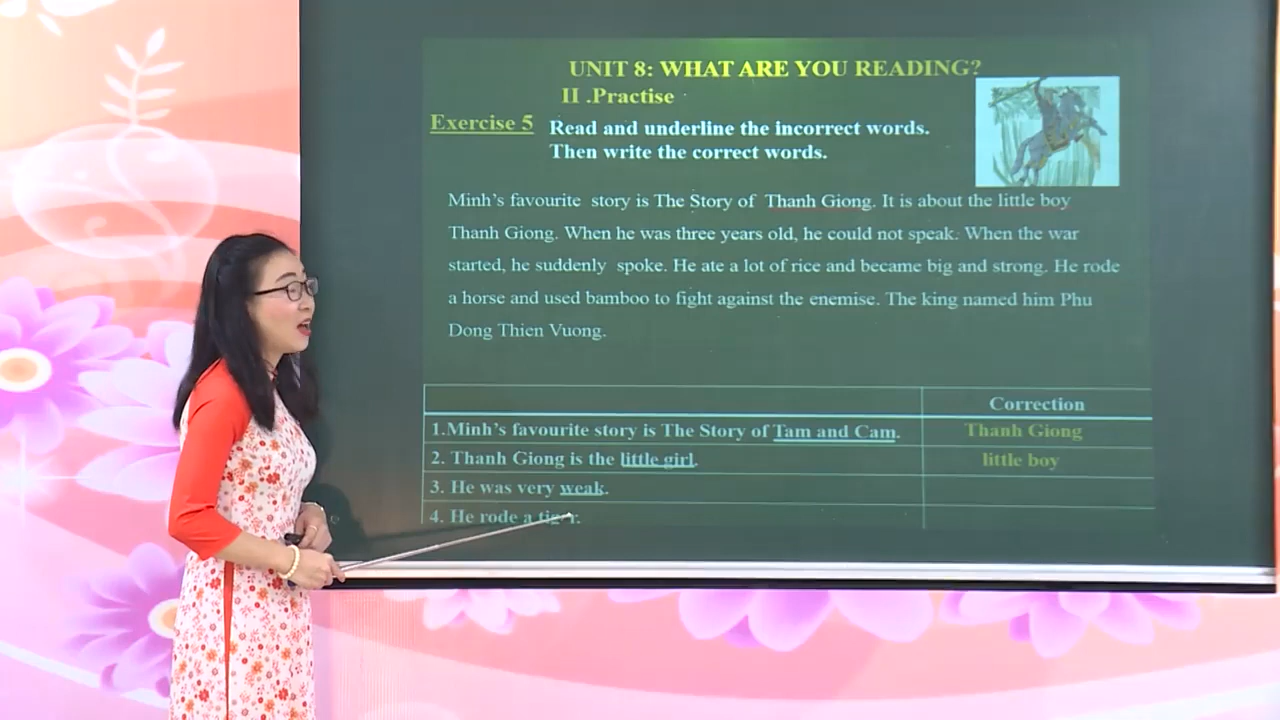 UNIT 8: WHAT ARE YOU READING?
II .Practise
Exercise 5 Read and underline the incorrect words.
Then write the correct words.
Minh's favourite story is The Story of Thanh Giong. It is about the little boy
Thanh Giong. When he was three years old, he could not speak. When the war
started, he suddenly spoke. He ate a lot of rice and became big and strong. He rode
a horse and used bamboo to fight against the enemise. The king named him Phu
Dong Thien Vuong.
Correction
1.Minh's favourite story is The Story of Tam and Cam. Thanh Giong
2. Thanh Giong is the little girl. little boy
3. He was very weak.
4. He rode a tiger.